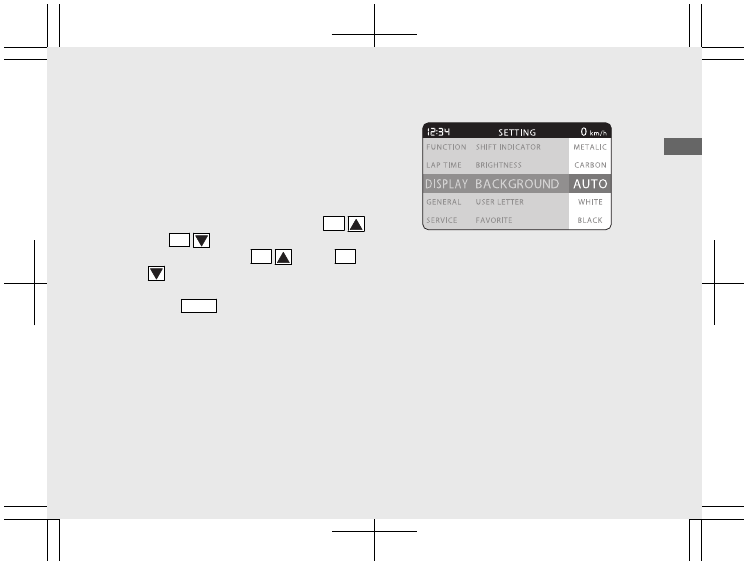 12:34 SETTING 0 km/h
FUNCTION SHIFT INDICATOR METALIC
LAP TIME BRIGHTNESS CARBON
DISPLAY BACKGROUND AUTO
GENERAL USER LETTER WHITE
SERVICE FAVORITE BLACK